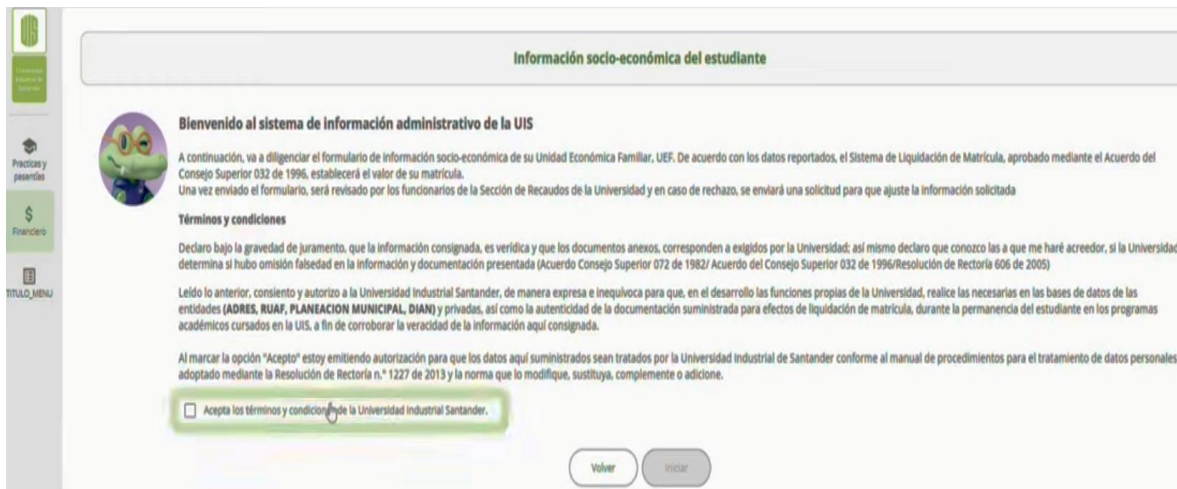 Universidad
Industrial de
Santander
Información socio-económica del estudiante
Bienvenido al sistema de información administrativo de la UIS
A continuación, va a diligenciar el formulario de información socio-económica de su Unidad Económica Familiar, UEF. De acuerdo con los datos reportados, el Sistema de Liquidación de Matrícula, aprobado mediante el Acuerdo del
Consejo Superior 032 de 1996, establecerá el valor de su matrícula.
Una vez enviado el formulario, será revisado por los funcionarios de la Sección de Recaudos de la Universidad y en caso de rechazo, se enviará una solicitud para que ajuste la información solicitada
Practicas y
pasantías
Términos y condiciones
$
Financiero
Declaro bajo la gravedad de juramento, que la información consignada, es verídica y que los documentos anexos, corresponden a exigidos por la Universidad; así mismo declaro que conozco las a que me haré acreedor, si la Universidad
determina si hubo omisión falsedad en la información y documentación presentada (Acuerdo Consejo Superior 072 de 1982/ Acuerdo del Consejo Superior 032 de 1996/Resolución de Rectoría 606 de 2005)
TITULO_MENU
Leído lo anterior, consiento y autorizo a la Universidad Industrial Santander, de manera expresa e inequívoca para que, en el desarrollo las funciones propias de la Universidad, realice las necesarias en las bases de datos de las
entidades (ADRES, RUAF, PLANEACION MUNICIPAL, DIAN) y privadas, así como la autenticidad de la documentación suministrada para efectos de liquidación de matrícula, durante la permanencia del estudiante en los programas
académicos cursados en la UIS, a fin de corroborar la veracidad de la información aquí consignada.
Al marcar la opción "Acepto" estoy emitiendo autorización para que los datos aquí suministrados sean tratados por la Universidad Industrial de Santander conforme al manual de procedimientos para el tratamiento de datos personales
adoptado mediante la Resolución de Rectoría n.° 1227 de 2013 y la norma que lo modifique, sustituya, complemente o adicione.
Acepta los términos y condiciones de la Universidad Industrial Santander.
Volver
Iniciar